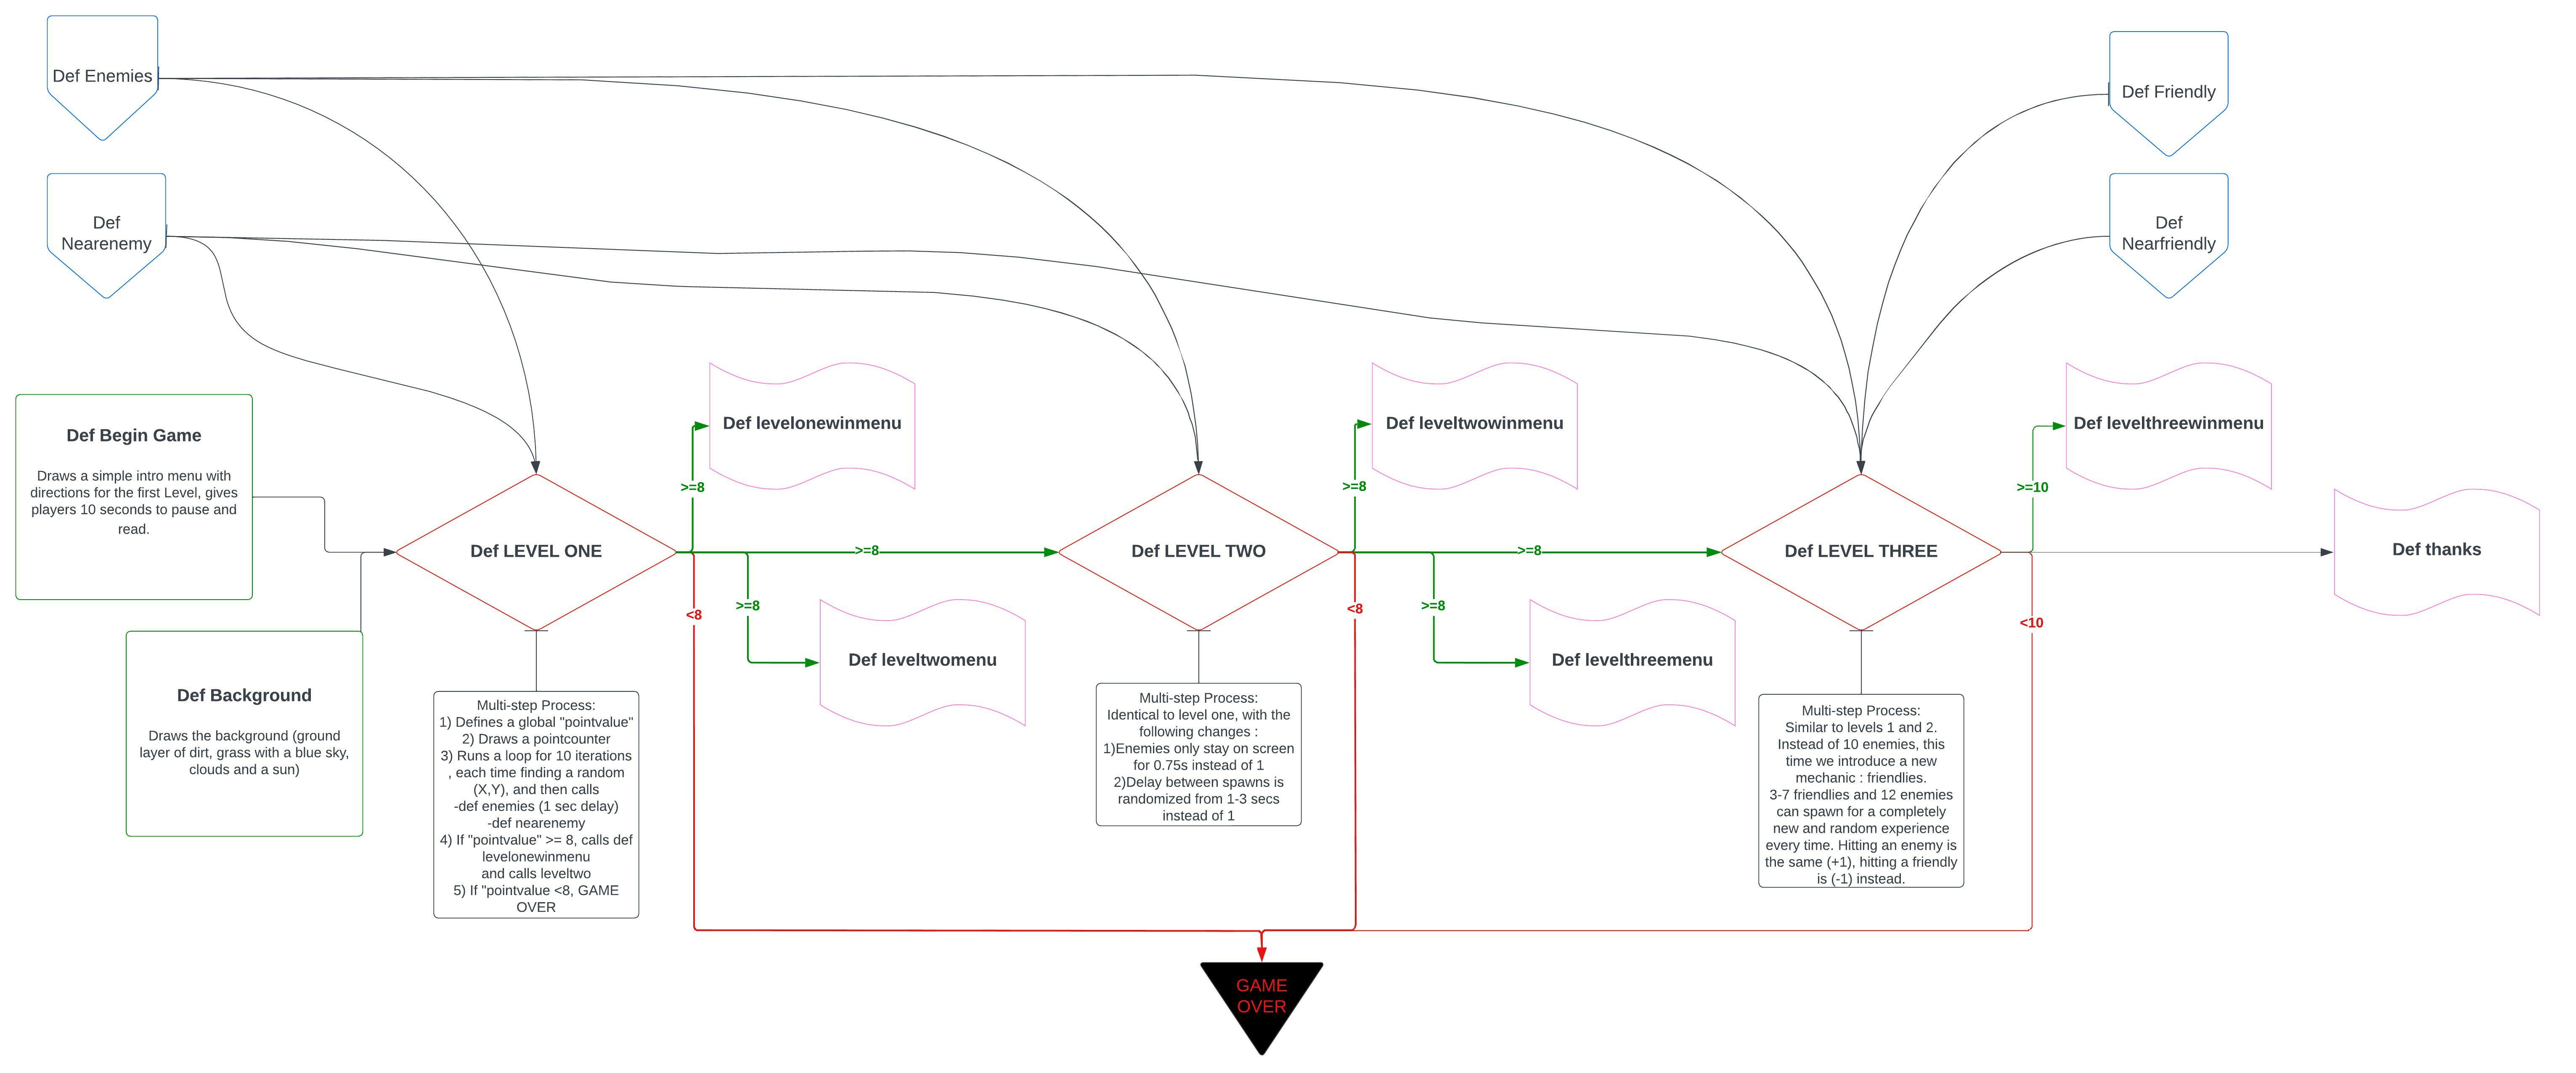 Def Enemies
Def Friendly
Def
Nearenemy
Def
Nearfriendly
Def Begin Game
Draws a simple intro menu with
directions for the first Level, gives
players 10 seconds to pause and
read.
Def Background
Draws the background (ground
layer of dirt, grass with a blue sky,
clouds and a sun)
Def LEVEL ONE
>=8
Def levelonewinmenu
>=8
>=8
Def leveltwomenu
<8
Multi-step Process:
1) Defines a global "pointvalue"
2) Draws a pointcounter
3) Runs a loop for 10 iterations
, each time finding a random
(X,Y), and then calls
-def enemies (1 sec delay)
-def nearenemy
4) If "pointvalue" >= 8, calls def
levelonewinmenu
and calls leveltwo
5) If "pointvalue <8, GAME
OVER
Def LEVEL TWO
>=8
Def leveltwowinmenu
>=8
>=8
Def levelthreemenu
<8
Multi-step Process:
Identical to level one, with the
following changes :
1)Enemies only stay on screen
for 0.75s instead of 1
2)Delay between spawns is
randomized from 1-3 secs
instead of 1
Def LEVEL THREE
>=10
Def levelthreewinmenu
Def thanks
<10
Multi-step Process:
Similar to levels 1 and 2.
Instead of 10 enemies, this
time we introduce a new
mechanic : friendlies.
3-7 friendlies and 12 enemies
can spawn for a completely
new and random experience
every time. Hitting an enemy is
the same (+1), hitting a friendly
is (-1) instead.
GAME
OVER